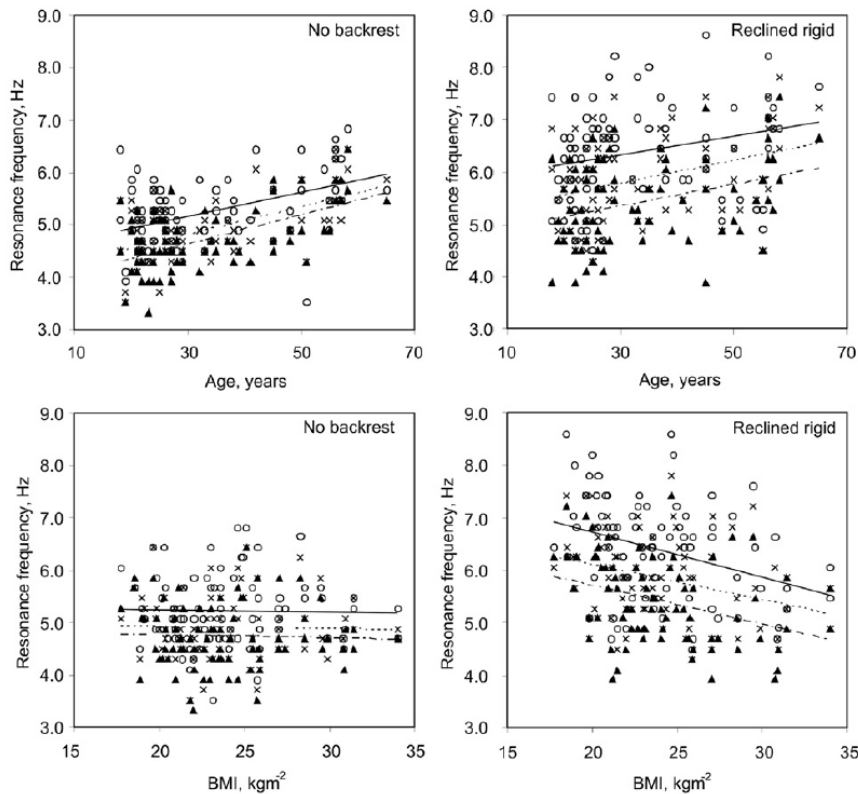 No backrest
Resonance frequency, Hz
9.0
8.0
7.0
6.0
5.0
4.0
3.0
10 30 50 70
Age, years
Reclined rigid
Resonance frequency, Hz
9.0
8.0
7.0
6.0
5.0
4.0
3.0
10 30 50 70
Age, years
No backrest
Resonance frequency, Hz
9.0
8.0
7.0
6.0
5.0
4.0
3.0
15 20 25 30 35
BMI, kgm⁻²
Reclined rigid
Resonance frequency, Hz
9.0
8.0
7.0
6.0
5.0
4.0
3.0
15 20 25 30 35
BMI, kgm⁻²